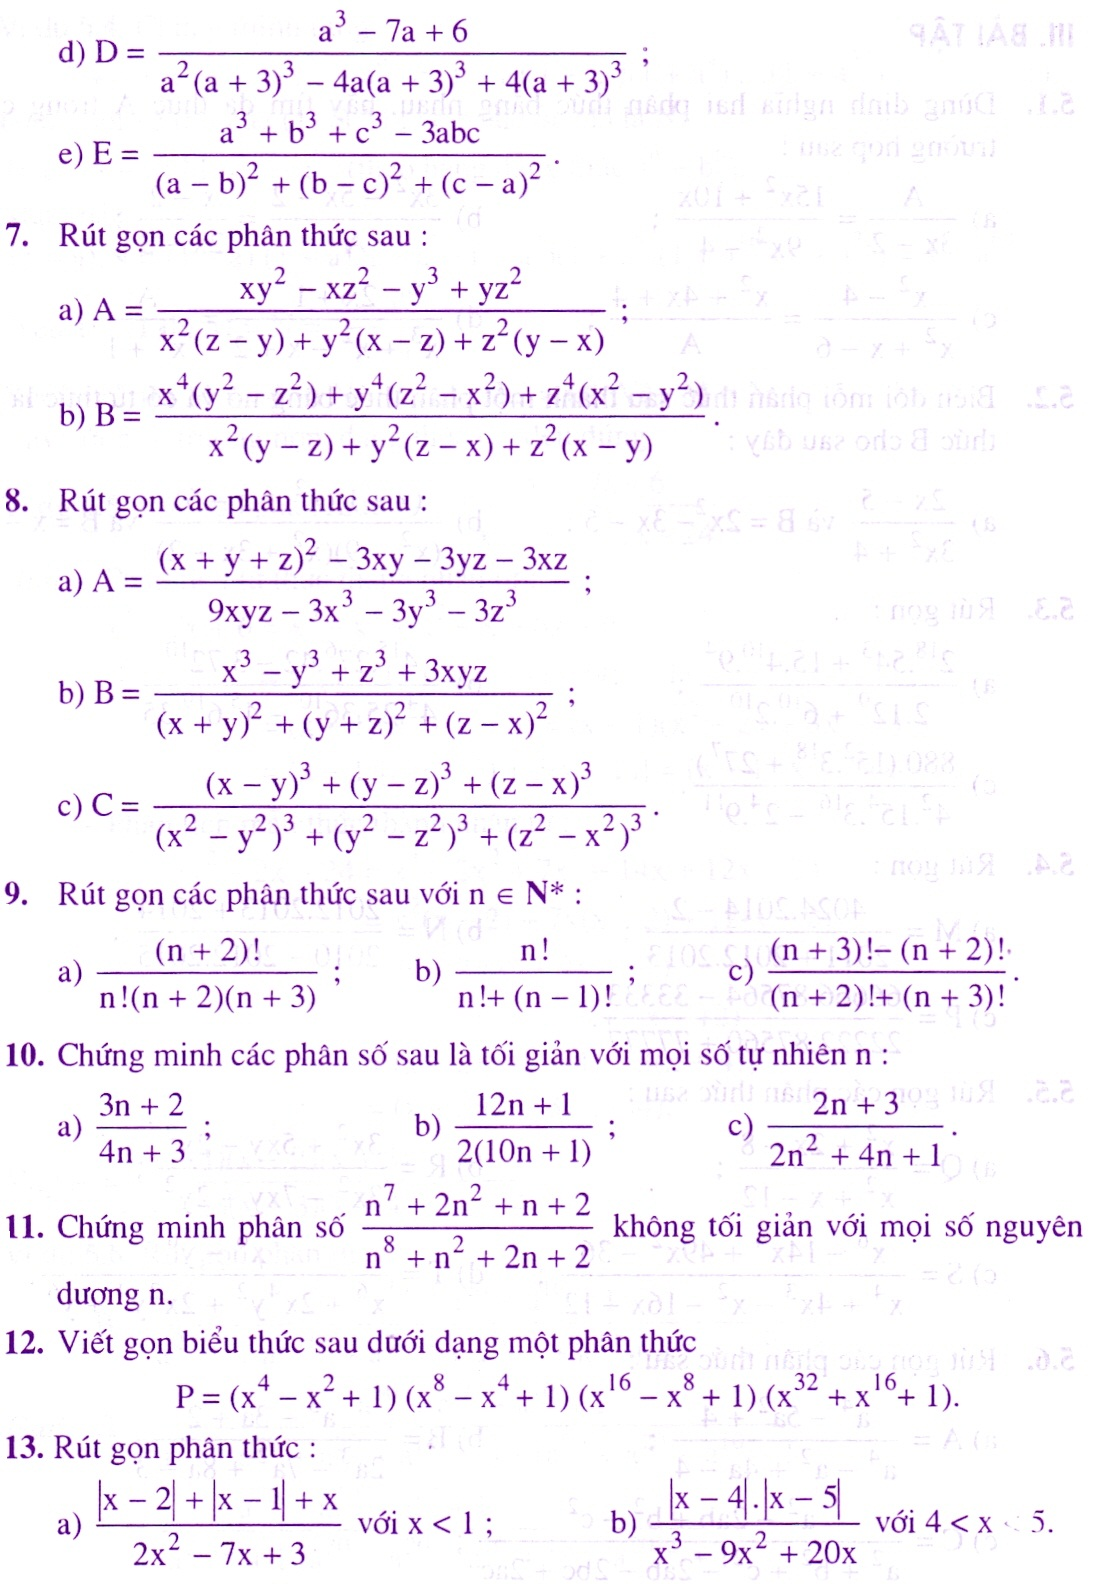 d) D = (a³ − 7a + 6) / (a²(a + 3)³ − 4a(a + 3)³ + 4(a + 3)³) ;
e) E = (a³ + b³ + c³ − 3abc) / ((a − b)² + (b − c)² + (c − a)²) .
7. Rút gọn các phân thức sau :
a) A = (xy² − xz² − y³ + yz²) / (x²(z − y) + y²(x − z) + z²(y − x)) ;
b) B = (x⁴(y² − z²) + y⁴(z² − x²) + z⁴(x² − y²)) / (x²(y − z) + y²(z − x) + z²(x − y)) .
8. Rút gọn các phân thức sau :
a) A = ((x + y + z)² − 3xy − 3yz − 3xz) / (9xyz − 3x³ − 3y³ − 3z³) ;
b) B = (x³ − y³ + z³ + 3xyz) / ((x + y)² + (y + z)² + (z − x)²) ;
c) C = ((x − y)³ + (y − z)³ + (z − x)³) / ((x² − y²)³ + (y² − z²)³ + (z² − x²)³) .
9. Rút gọn các phân thức sau với n ∈ N* :
a) (n + 2)! / (n!(n + 2)(n + 3)) ; b) n! / (n!+ (n − 1)!) ; c) ((n + 3)!− (n + 2)!) / ((n + 2)!+ (n + 3)!) .
10. Chứng minh các phân số sau là tối giản với mọi số tự nhiên n :
a) (3n + 2) / (4n + 3) ; b) (12n + 1) / (2(10n + 1)) ; c) (2n + 3) / (2n² + 4n + 1) .
11. Chứng minh phân số (n⁷ + 2n² + n + 2) / (n⁸ + n² + 2n + 2) không tối giản với mọi số nguyên
dương n.
12. Viết gọn biểu thức sau dưới dạng một phân thức
P = (x⁴ − x² + 1) (x⁸ − x⁴ + 1) (x¹⁶ − x⁸ + 1) (x³² + x¹⁶ + 1).
13. Rút gọn phân thức :
a) (|x − 2| + |x − 1| + x) / (2x² − 7x + 3) với x < 1 ; b) (|x − 4|.|x − 5|) / (x³ − 9x² + 20x) với 4 < x < 5.